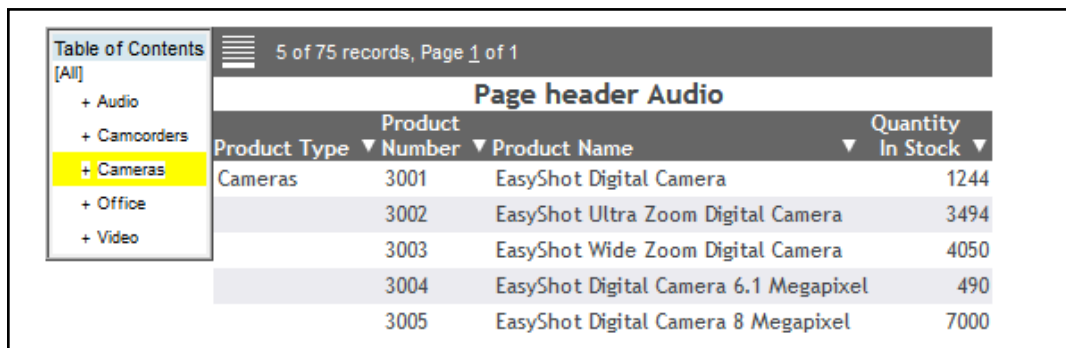 Table of Contents
[All]
+ Audio
+ Camcorders
+ Cameras
+ Office
+ Video
5 of 75 records, Page 1 of 1
Page header Audio
Product Type ▼ Product Number ▼ Product Name ▼ Quantity In Stock ▼
Cameras 3001 EasyShot Digital Camera 1244
3002 EasyShot Ultra Zoom Digital Camera 3494
3003 EasyShot Wide Zoom Digital Camera 4050
3004 EasyShot Digital Camera 6.1 Megapixel 490
3005 EasyShot Digital Camera 8 Megapixel 7000